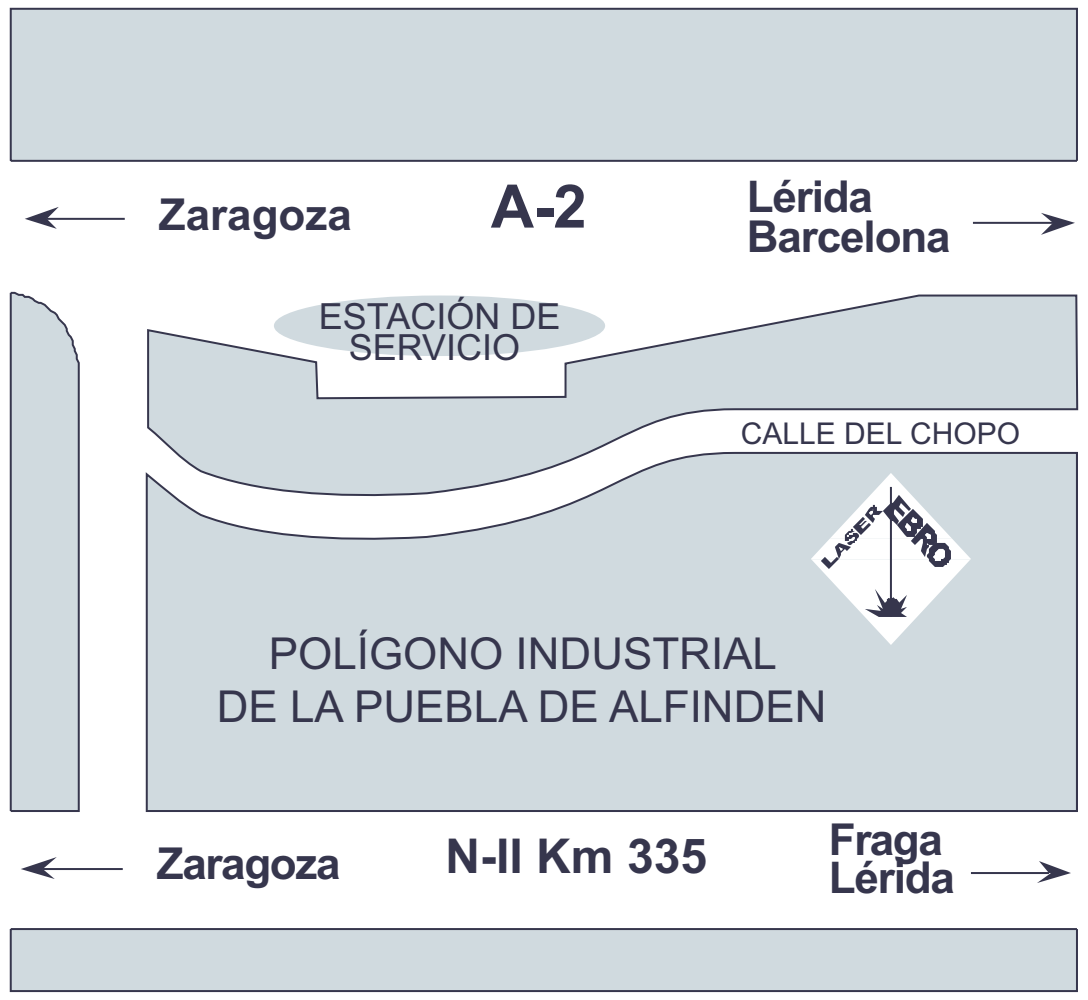 Zaragoza
A-2
Lérida
Barcelona
ESTACIÓN DE
SERVICIO
CALLE DEL CHOPO
LASER EBRO
POLÍGONO INDUSTRIAL
DE LA PUEBLA DE ALFINDEN
Zaragoza
N-II Km 335
Fraga
Lérida